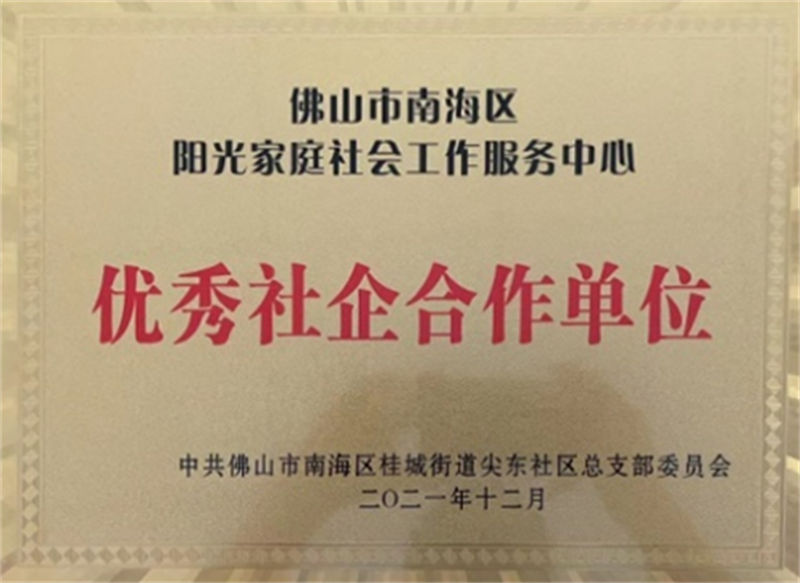 佛山市南海区
阳光家庭社会工作服务中心
优秀社企合作单位
中共佛山市南海区桂城街道尖东社区总支部委员会
二〇二一年十二月